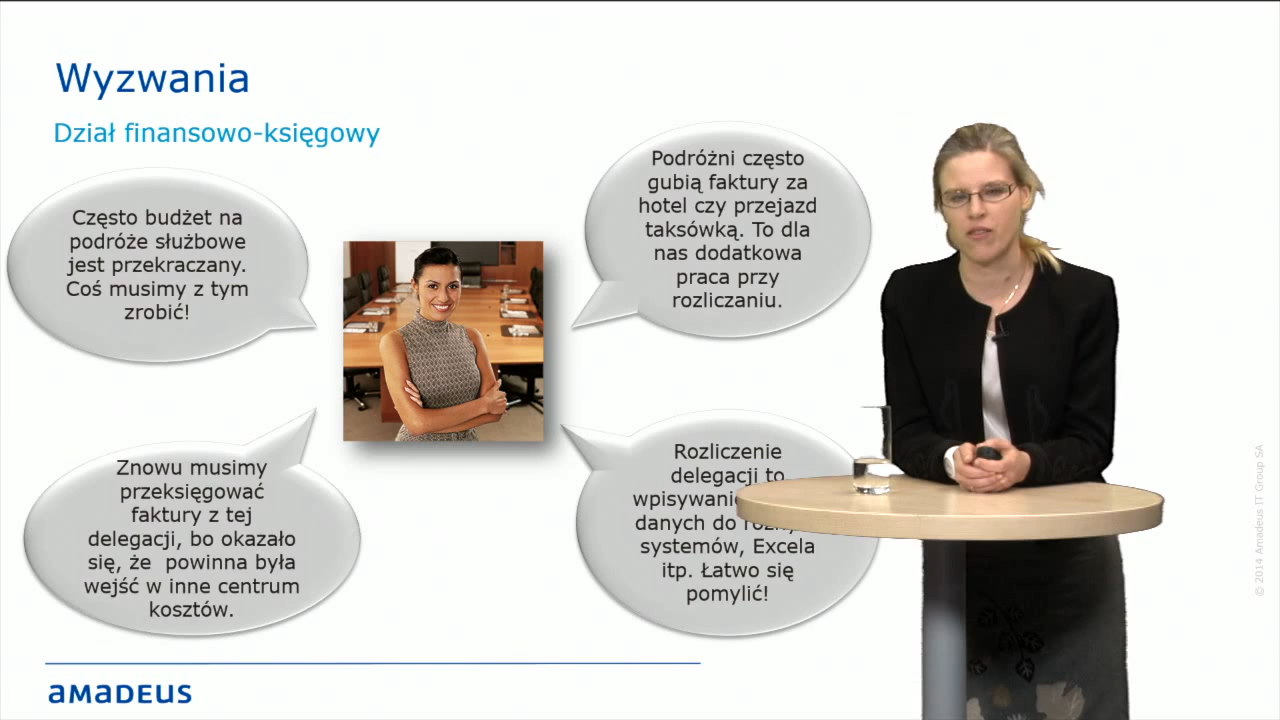 Wyzwania
Dział finansowo-księgowy
Często budżet na
podróże służbowe
jest przekraczany.
Coś musimy z tym
zrobić!
Podróżni często
gubią faktury za
hotel czy przejazd
taksówką. To dla
nas dodatkowa
praca przy
rozliczaniu.
Znowu musimy
przeksięgować
faktury z tej
delegacji, bo okazało
się, że powinna była
wejść w inne centrum
kosztów.
Rozliczenie
delegacji to
danych do
systemów, Excela
itp. Łatwo się
pomylić!
© 2014 Amadeus IT Group SA
amadeus